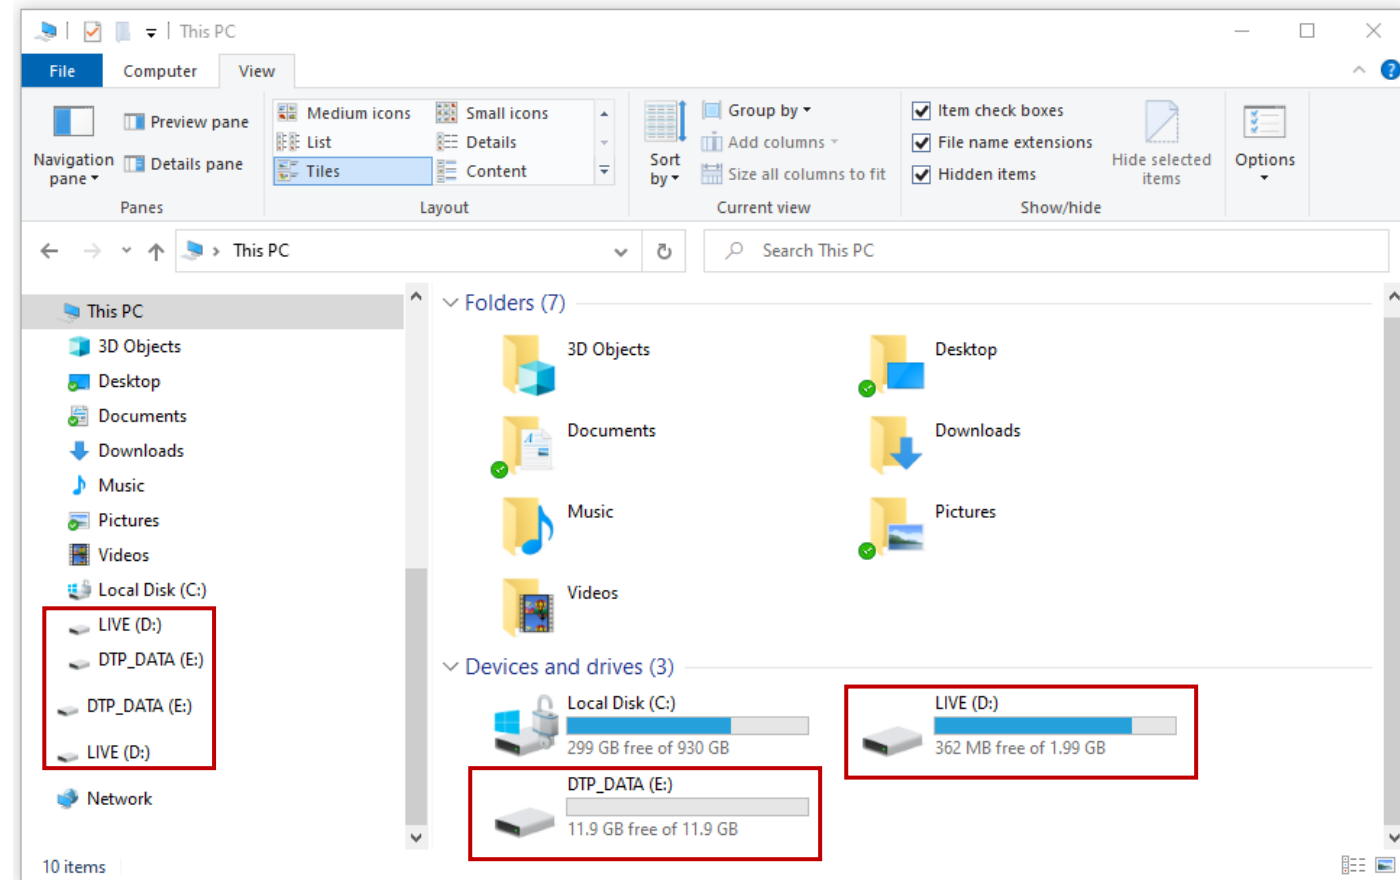 This PC
File Computer View
Navigation pane
Preview pane
Details pane
Panes
Medium icons Small icons
List Details
Tiles Content
Layout
Sort by
Group by
Add columns
Size all columns to fit
Current view
Item check boxes
File name extensions
Hidden items
Hide selected items
Show/hide
Options
This PC
Search This PC
This PC
3D Objects
Desktop
Documents
Downloads
Music
Pictures
Videos
Local Disk (C:)
LIVE (D:)
DTP_DATA (E:)
DTP_DATA (E:)
LIVE (D:)
Network
Folders (7)
3D Objects
Desktop
Documents
Downloads
Music
Pictures
Videos
Devices and drives (3)
Local Disk (C:)
299 GB free of 930 GB
LIVE (D:)
362 MB free of 1.99 GB
DTP_DATA (E:)
11.9 GB free of 11.9 GB
10 items